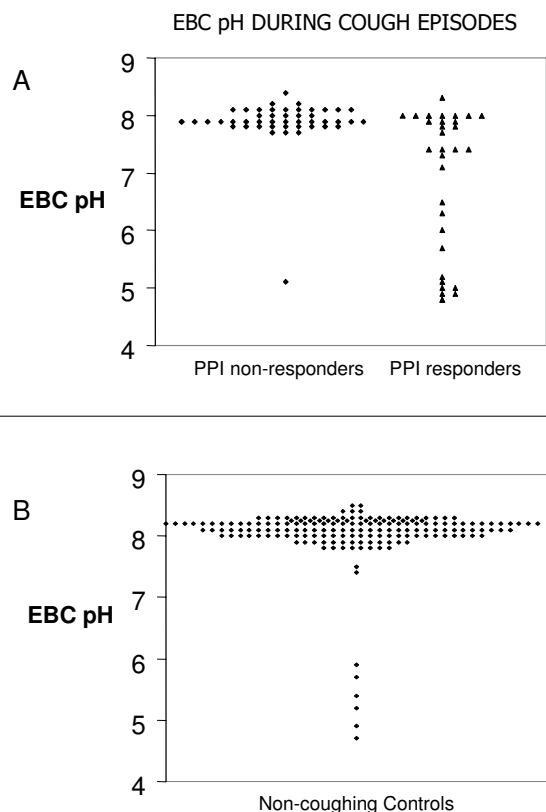 EBC pH DURING COUGH EPISODES
A
9
8
7
EBC pH
6
5
4
PPI non-responders PPI responders
B
9
8
7
EBC pH
6
5
4
Non-coughing Controls